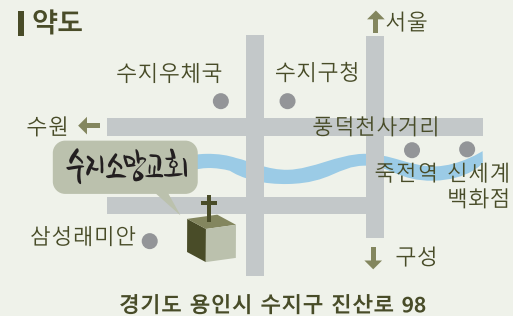 약도
서울
수지우체국
수지구청
수원
풍덕천사거리
수지소망교회
죽전역
신세계
백화점
삼성래미안
구성
경기도 용인시 수지구 진산로 98